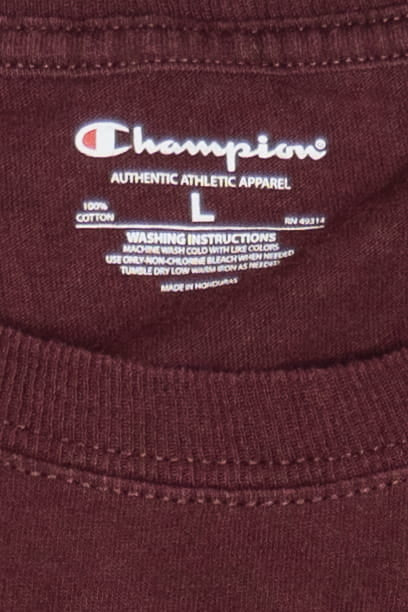 Champion®
AUTHENTIC ATHLETIC APPAREL
100%
COTTON
L
RN 49314
WASHING INSTRUCTIONS
MACHINE WASH COLD WITH LIKE COLORS
USE ONLY-NON-CHLORINE BLEACH WHEN NEEDED
TUMBLE DRY LOW WARM IRON AS NEEDED
MADE IN HONDURAS